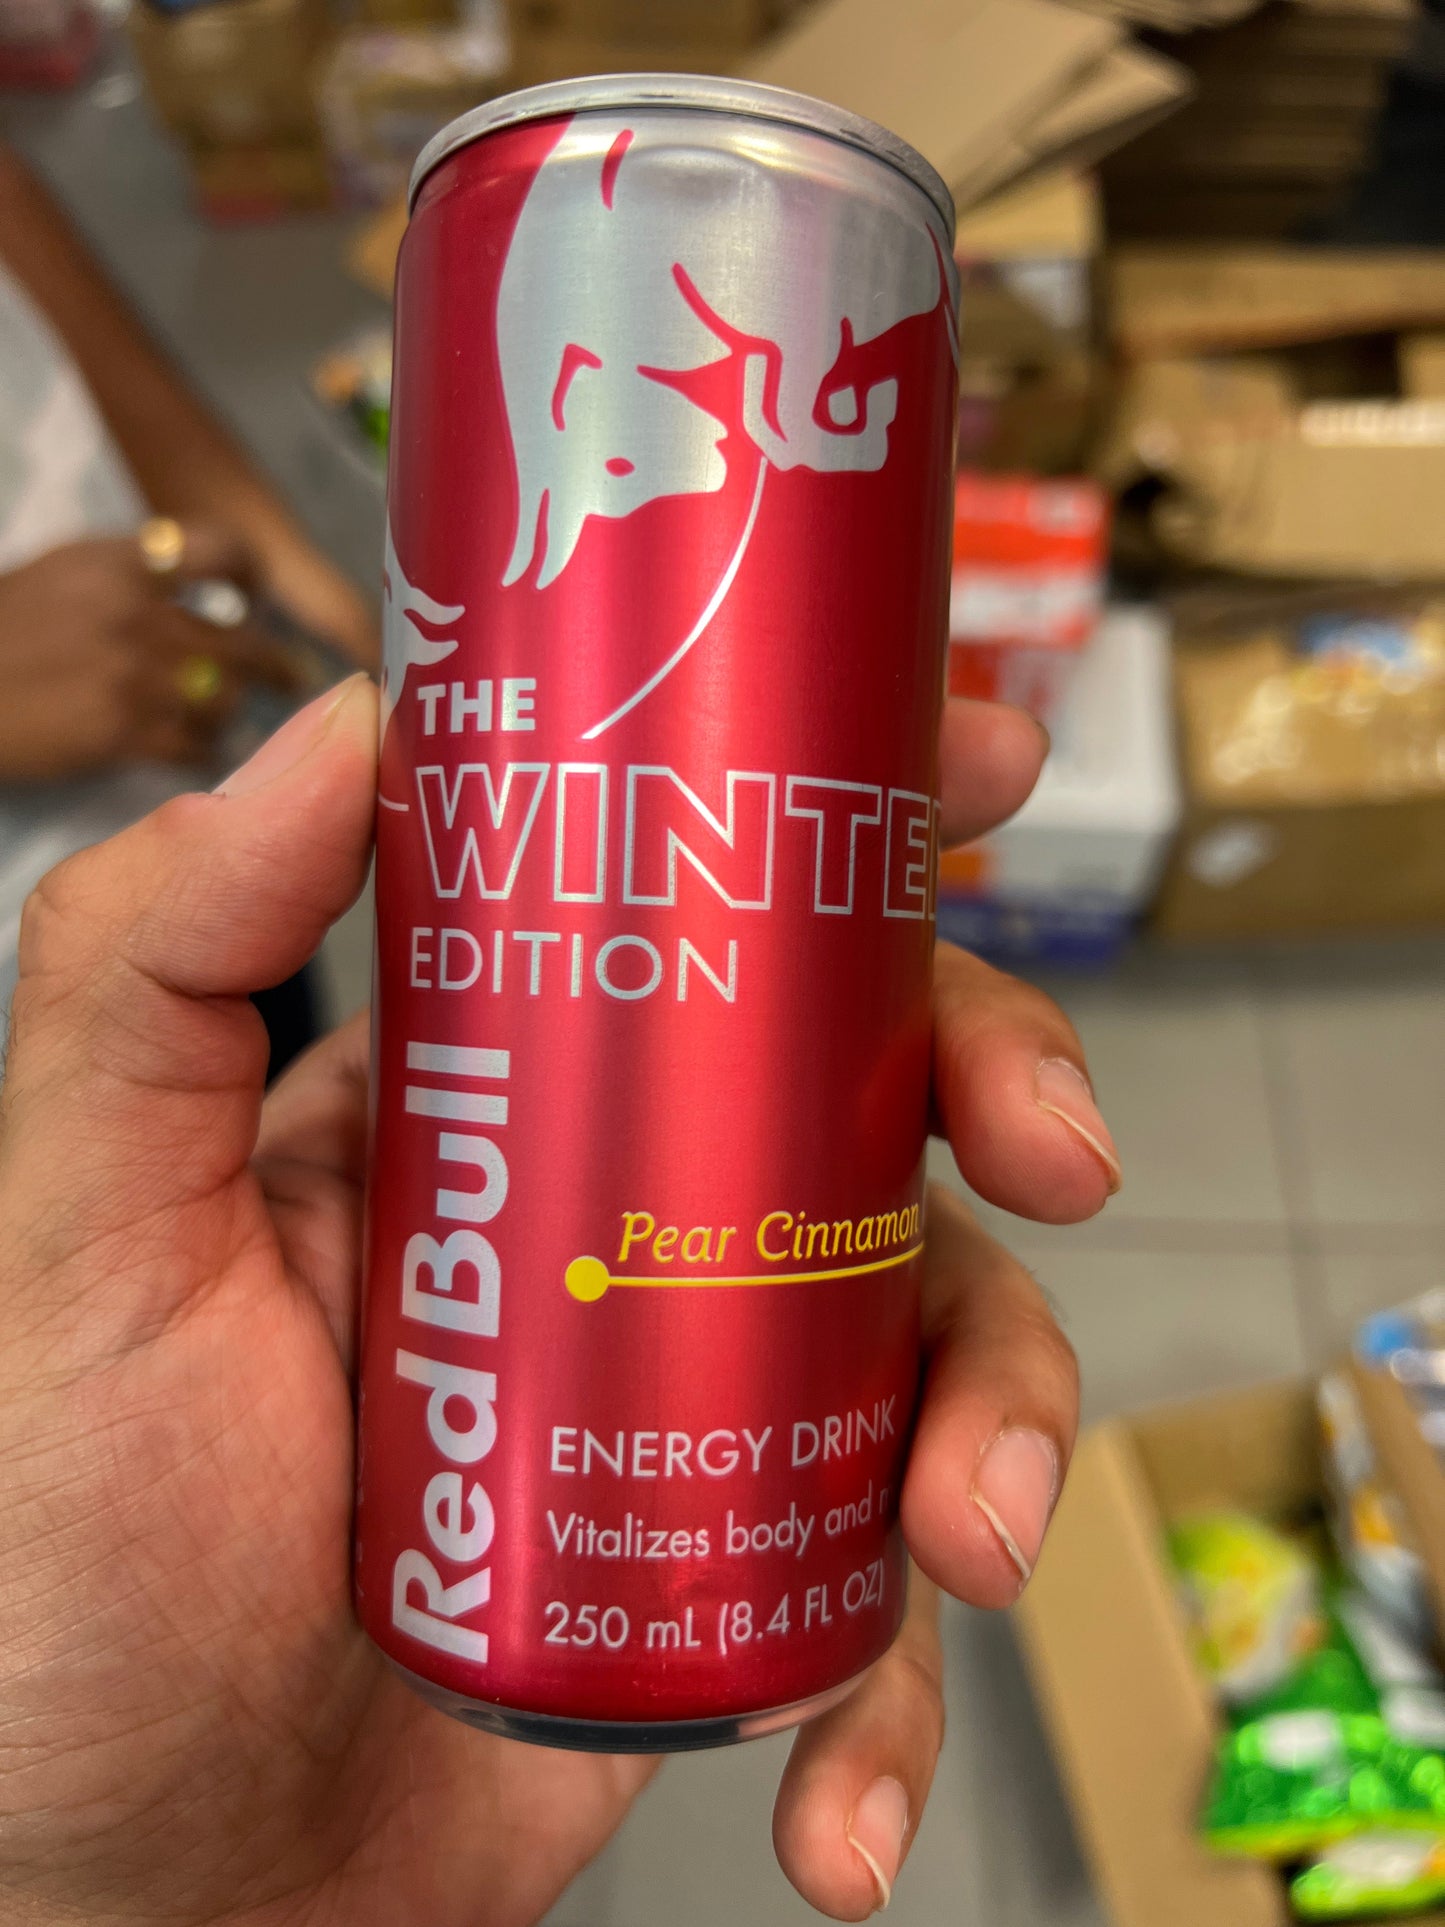 THE
WINTE
EDITION
Red Bull
Pear Cinnamon
ENERGY DRINK
Vitalizes body and
250 mL (8.4 FL OZ)